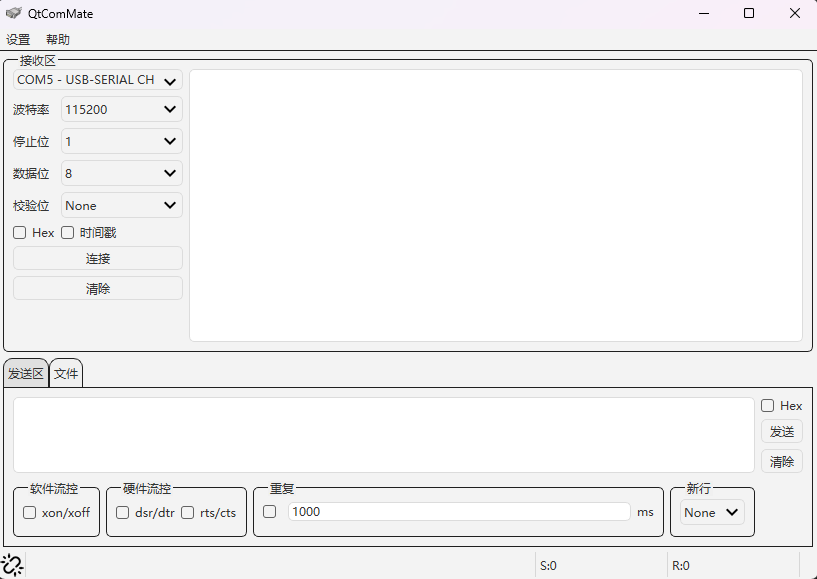 QtComMate
设置 帮助
接收区
COM5 - USB-SERIAL CH
波特率 115200
停止位 1
数据位 8
校验位 None
Hex 时间戳
连接
清除
发送区 文件
Hex
发送
清除
软件流控 硬件流控 重复 新行
xon/xoff dsr/dtr rts/cts 1000 ms None
S:0 R:0